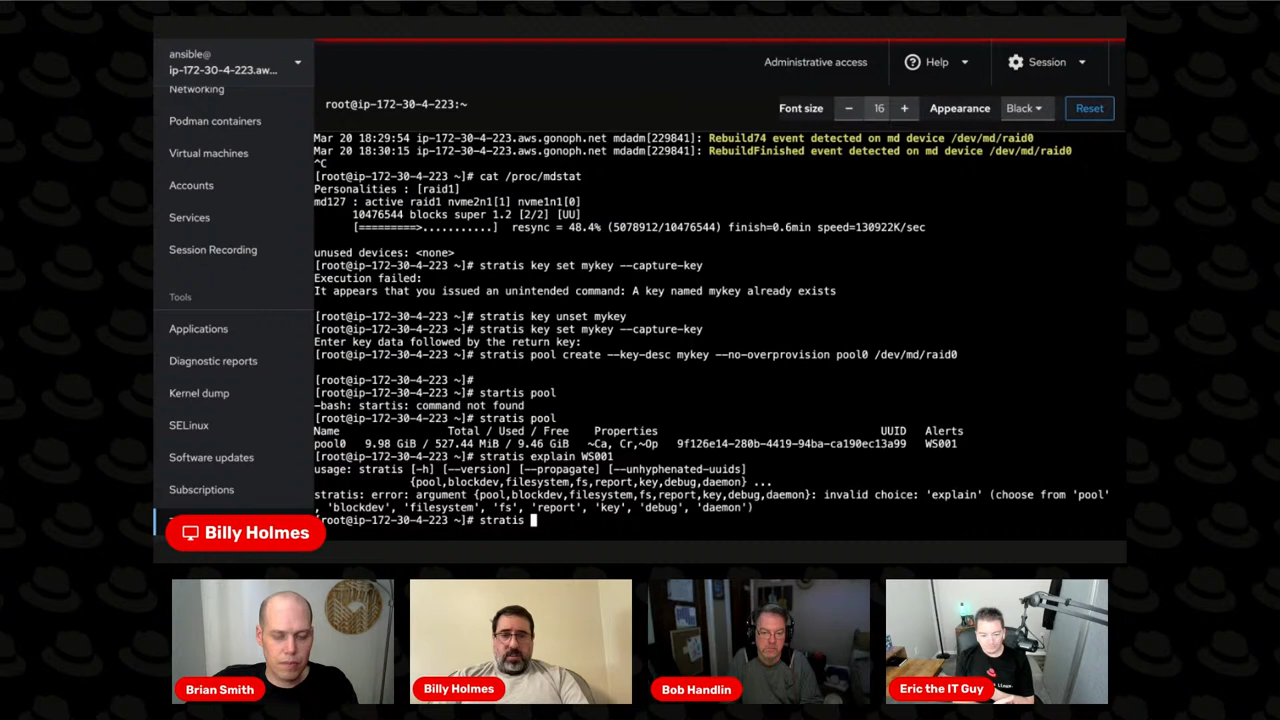 ansible@
ip-172-30-4-223.aw...
Networking
Podman containers
Virtual machines
Accounts
Services
Session Recording
Tools
Applications
Diagnostic reports
Kernel dump
SELinux
Software updates
Subscriptions
Administrative access
Help
Session
root@ip-172-30-4-223:~
Font size
16
Appearance
Black
Reset
Mar 20 18:29:54 ip-172-30-4-223.aws.gonoph.net mdadm[229841]: Rebuild74 event detected on md device /dev/md/raid0
Mar 20 18:30:15 ip-172-30-4-223.aws.gonoph.net mdadm[229841]: RebuildFinished event detected on md device /dev/md/raid0
^C
[root@ip-172-30-4-223 ~]# cat /proc/mdstat
Personalities : [raid1]
md127 : active raid1 nvme2n1[1] nvme1n1[0]
10476544 blocks super 1.2 [2/2] [UU]
[=========>...........] resync = 48.4% (5078912/10476544) finish=0.6min speed=130922K/sec
unused devices: <none>
[root@ip-172-30-4-223 ~]# stratis key set mykey --capture-key
Execution failed:
It appears that you issued an unintended command: A key named mykey already exists
[root@ip-172-30-4-223 ~]# stratis key unset mykey
[root@ip-172-30-4-223 ~]# stratis key set mykey --capture-key
Enter key data followed by the return key:
[root@ip-172-30-4-223 ~]# stratis pool create --key-desc mykey --no-overprovision pool0 /dev/md/raid0
[root@ip-172-30-4-223 ~]#
[root@ip-172-30-4-223 ~]# startis pool
-bash: startis: command not found
[root@ip-172-30-4-223 ~]# stratis pool
Name Total / Used / Free Properties UUID Alerts
pool0 9.98 GiB / 527.44 MiB / 9.46 GiB ~Ca, Cr,~Op 9f126e14-280b-4419-94ba-ca190ec13a99 WS001
[root@ip-172-30-4-223 ~]# stratis explain WS001
usage: stratis [-h] [--version] [--propagate] [--unhyphenated-uuids]
{pool,blockdev,filesystem,fs,report,key,debug,daemon} ...
stratis: error: argument {pool,blockdev,filesystem,fs,report,key,debug,daemon}: invalid choice: 'explain' (choose from 'pool'
, 'blockdev', 'filesystem', 'fs', 'report', 'key', 'debug', 'daemon')
[root@ip-172-30-4-223 ~]# stratis
Billy Holmes
Brian Smith
Billy Holmes
Bob Handlin
Eric the IT Guy